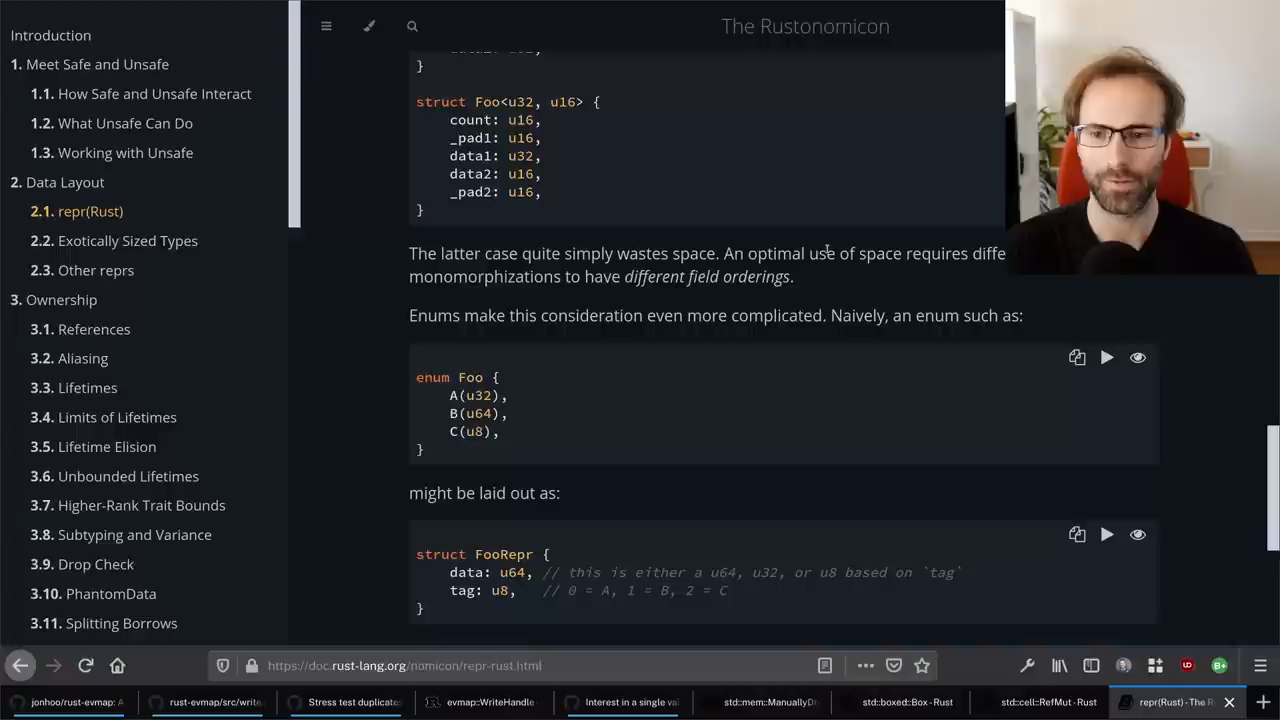 Introduction
1. Meet Safe and Unsafe
1.1. How Safe and Unsafe Interact
1.2. What Unsafe Can Do
1.3. Working with Unsafe
2. Data Layout
2.1. repr(Rust)
2.2. Exotically Sized Types
2.3. Other reprs
3. Ownership
3.1. References
3.2. Aliasing
3.3. Lifetimes
3.4. Limits of Lifetimes
3.5. Lifetime Elision
3.6. Unbounded Lifetimes
3.7. Higher-Rank Trait Bounds
3.8. Subtyping and Variance
3.9. Drop Check
3.10. PhantomData
3.11. Splitting Borrows
The Rustonomicon
}
struct Foo<u32, u16> {
count: u16,
_pad1: u16,
data1: u32,
data2: u16,
_pad2: u16,
}
The latter case quite simply wastes space. An optimal use of space requires diffe
monomorphizations to have different field orderings.
Enums make this consideration even more complicated. Naively, an enum such as:
enum Foo {
A(u32),
B(u64),
C(u8),
}
might be laid out as:
struct FooRepr {
data: u64, // this is either a u64, u32, or u8 based on `tag`
tag: u8, // 0 = A, 1 = B, 2 = C
}
https://doc.rust-lang.org/nomicon/repr-rust.html
jonhoo/rust-evmap: A
rust-evmap/src/write
Stress test duplicate
evmap::WriteHandle
Interest in a single va
std::mem::ManuallyDr
std::boxed::Box - Rust
std::cell::RefMut - Rust
repr(Rust) - The R